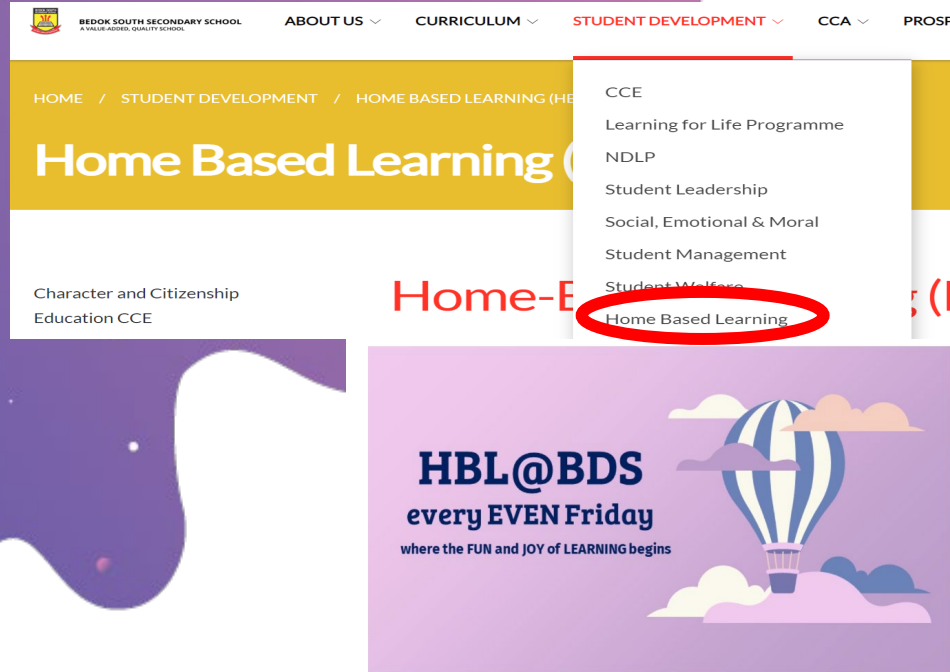 BEDOK SOUTH SECONDARY SCHOOL
A VALUE-ADDED, QUALITY SCHOOL
ABOUT US
CURRICULUM
STUDENT DEVELOPMENT
CCA
HOME / STUDENT DEVELOPMENT / HOME BASED LEARNING
Home Based Learning (
CCE
Learning for Life Programme
NDLP
Student Leadership
Social, Emotional & Moral
Student Management
Student Welfare
Home Based Learning
Character and Citizenship
Education CCE
Home-
HBL@BDS
every EVEN Friday
where the FUN and JOY of LEARNING begins